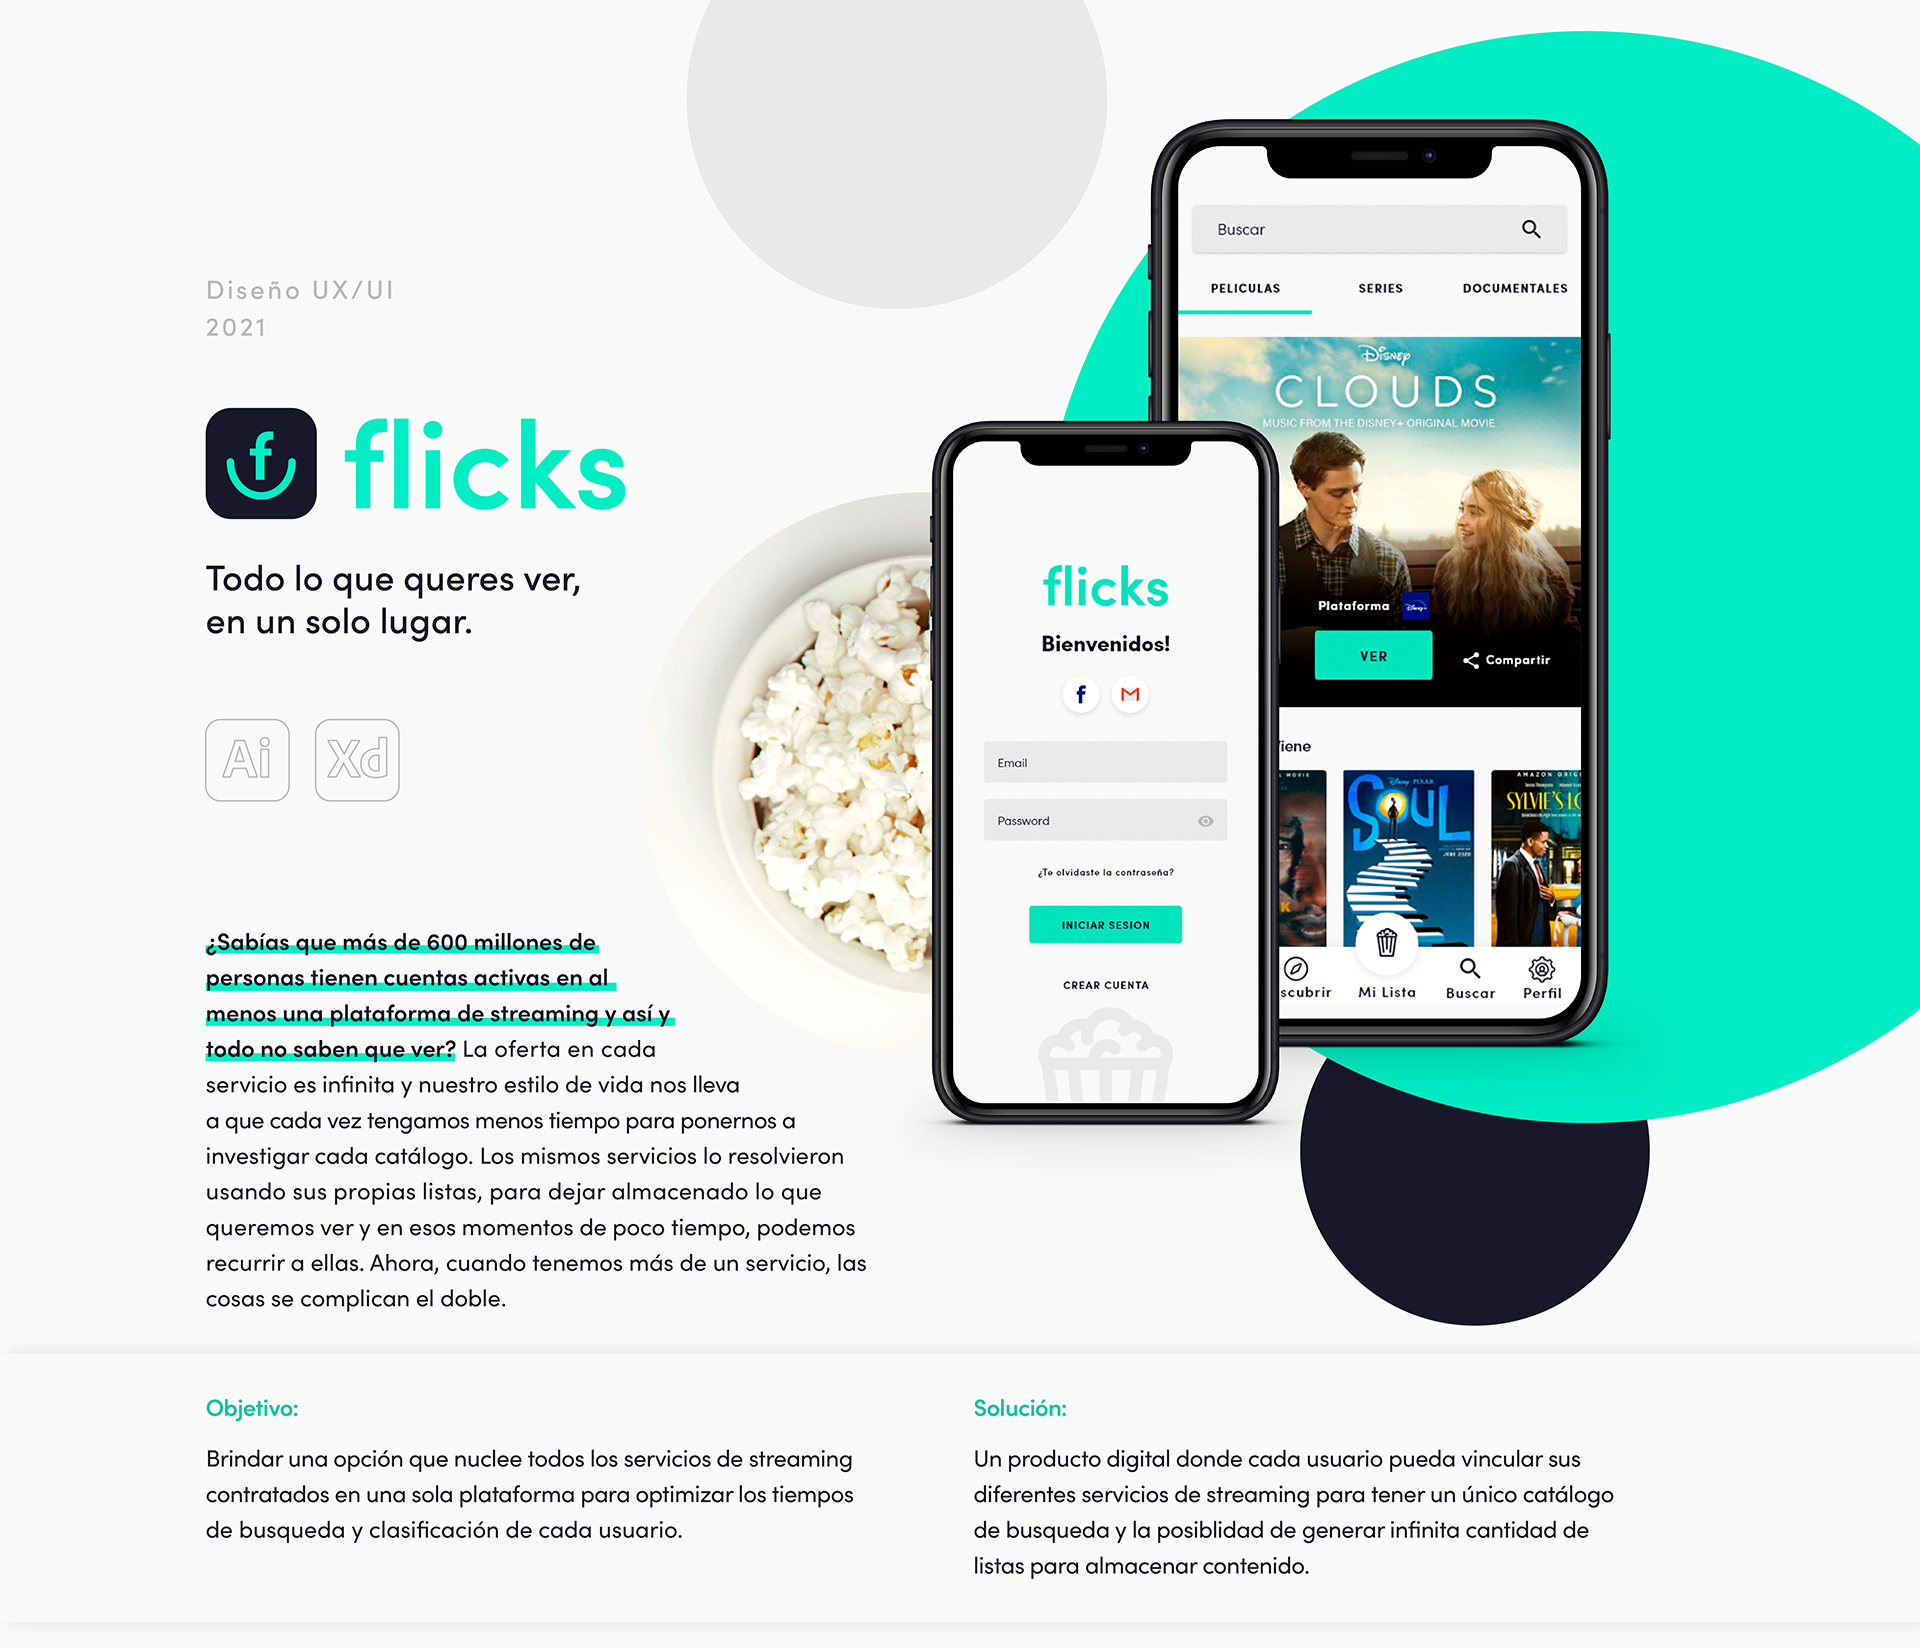 Diseño UX/UI
2021
f
flicks
Todo lo que queres ver,
en un solo lugar.
Ai
Xd
¿Sabías que más de 600 millones de
personas tienen cuentas activas en al
menos una plataforma de streaming y así y
todo no saben que ver? La oferta en cada
servicio es infinita y nuestro estilo de vida nos lleva
a que cada vez tengamos menos tiempo para ponernos a
investigar cada catálogo. Los mismos servicios lo resolvieron
usando sus propias listas, para dejar almacenado lo que
queremos ver y en esos momentos de poco tiempo, podemos
recurrir a ellas. Ahora, cuando tenemos más de un servicio, las
cosas se complican el doble.
flicks
Bienvenidos!
f
Email
Password
¿Te olvidaste la contraseña?
INICIAR SESION
CREAR CUENTA
Buscar
PELICULAS SERIES DOCUMENTALES
Disney
CLOUDS
MUSIC FROM THE DISNEY+ ORIGINAL MOVIE
Plataforma Disney+
VER
Compartir
iene
L MOVIE
K
Disney PIXAR
SOUL
JUNE 2020
AMAZON ORIGI
SYLVIE'S LO
scubrir Mi Lista Buscar Perfil
Objetivo:
Brindar una opción que nuclee todos los servicios de streaming
contratados en una sola plataforma para optimizar los tiempos
de busqueda y clasificación de cada usuario.
Solución:
Un producto digital donde cada usuario pueda vincular sus
diferentes servicios de streaming para tener un único catálogo
de busqueda y la posiblidad de generar infinita cantidad de
listas para almacenar contenido.